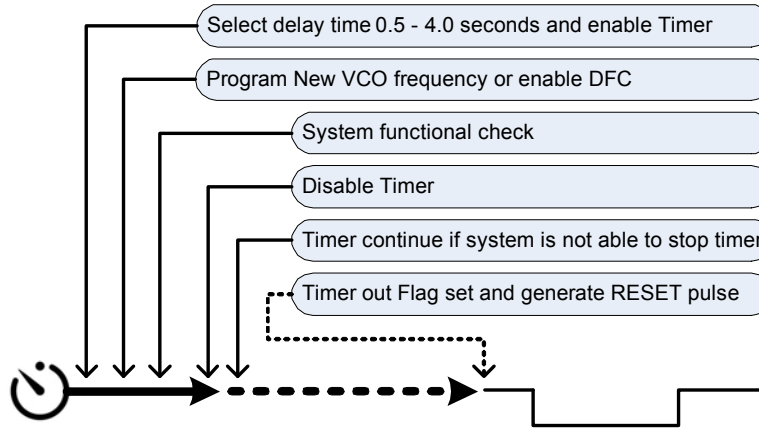 Select delay time 0.5 - 4.0 seconds and enable Timer
Program New VCO frequency or enable DFC
System functional check
Disable Timer
Timer continue if system is not able to stop timer
Timer out Flag set and generate RESET pulse